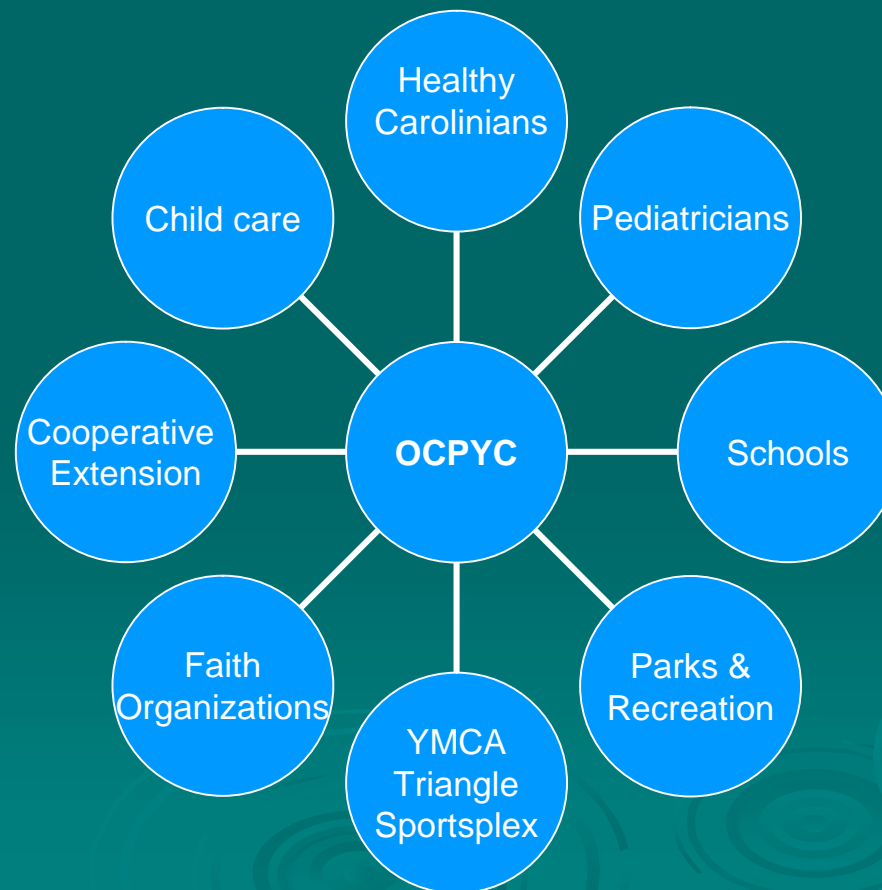 Healthy
Carolinians
Child care
Pediatricians
Cooperative
Extension
OCPYC
Schools
Faith
Organizations
Parks &
Recreation
YMCA
Triangle
Sportsplex